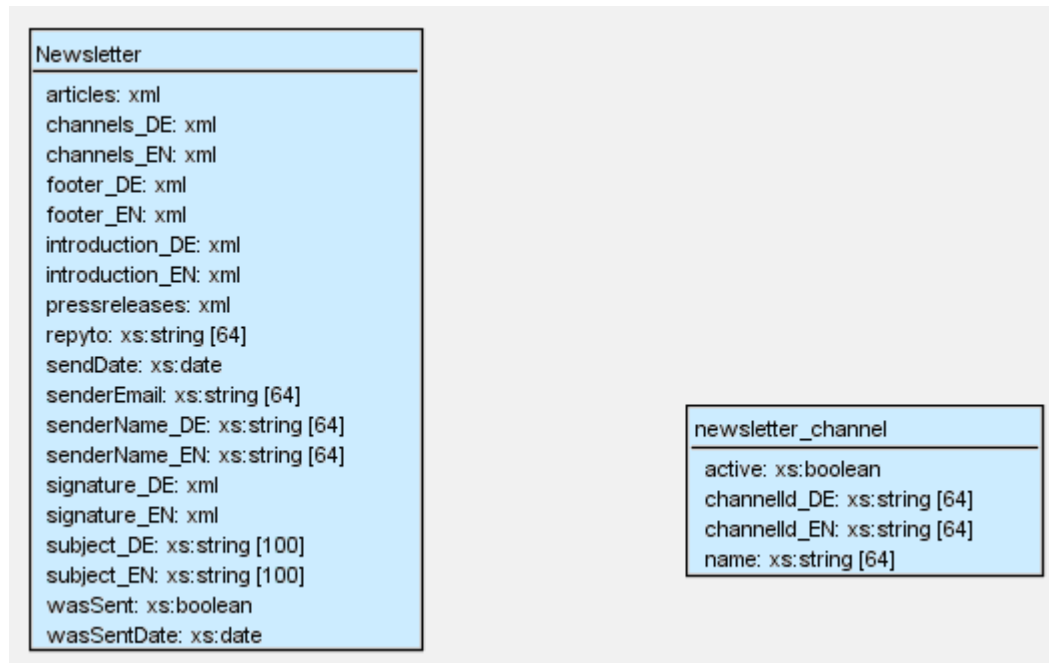 Newsletter
articles: xml
channels_DE: xml
channels_EN: xml
footer_DE: xml
footer_EN: xml
introduction_DE: xml
introduction_EN: xml
pressreleases: xml
repyto: xs:string [64]
sendDate: xs:date
senderEmail: xs:string [64]
senderName_DE: xs:string [64]
senderName_EN: xs:string [64]
signature_DE: xml
signature_EN: xml
subject_DE: xs:string [100]
subject_EN: xs:string [100]
wasSent: xs:boolean
wasSentDate: xs:date
newsletter_channel
active: xs:boolean
channelId_DE: xs:string [64]
channelId_EN: xs:string [64]
name: xs:string [64]